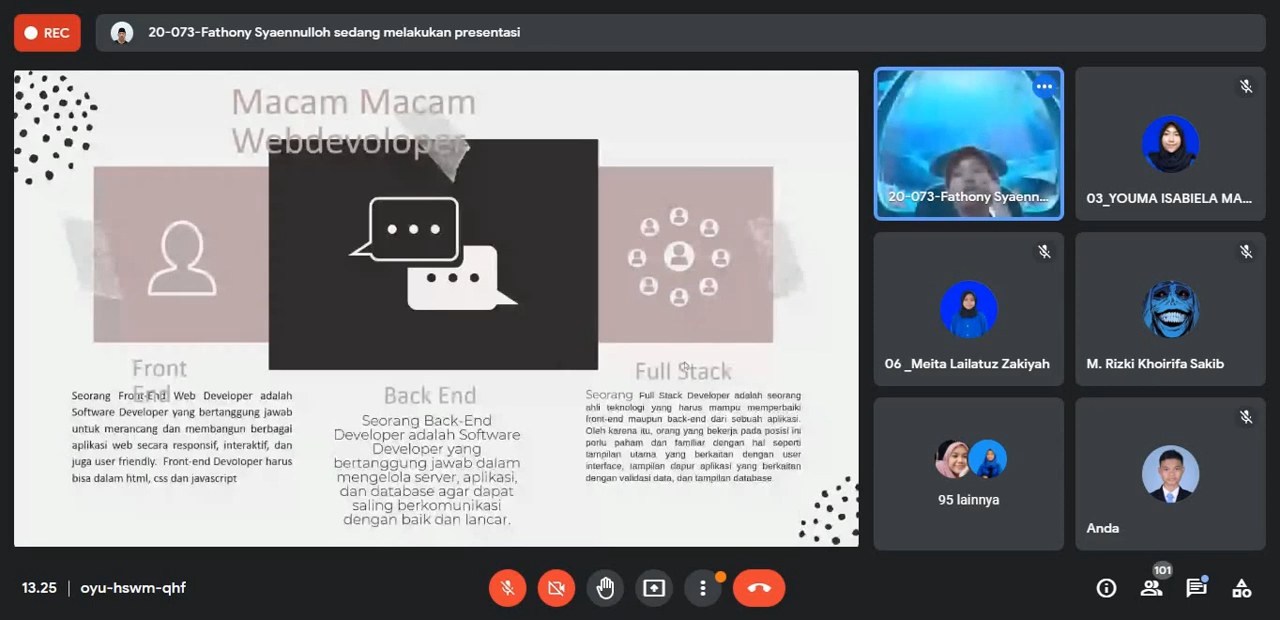 REC
20-073-Fathony Syaennulloh sedang melakukan presentasi
Macam Macam
Webdevoloper
Front
End
Seorang Front-End Web Developer adalah
Software Developer yang bertanggung jawab
untuk merancang dan membangun berbagai
aplikasi web secara responsif, interaktif, dan
juga user friendly. Front-end Devoloper harus
bisa dalam html, css dan javascript
Back End
Seorang Back-End
Developer adalah Software
Developer yang
bertanggung jawab dalam
mengelola server, aplikasi,
dan database agar dapat
saling berkomunikasi
dengan baik dan lancar.
Full Stack
Seorang Full Stack Developer adalah seorang
ahli teknologi yang harus mampu memperbaiki
front-end maupun back-end dari sebuah aplikasi.
Oleh karena itu, orang yang bekerja pada posisi ini
perlu paham dan familiar dengan hal seperti
tampilan utama yang berkaitan dengan user
interface, tampilan dapur aplikasi yang berkaitan
dengan validasi data, dan tampilan database
20-073-Fathony Syaenn...
03_YOUMA ISABIELA MA...
06 _Meita Lailatuz Zakiyah
M. Rizki Khoirifa Sakib
95 lainnya
Anda
13.25
oyu-hswm-qhf
101